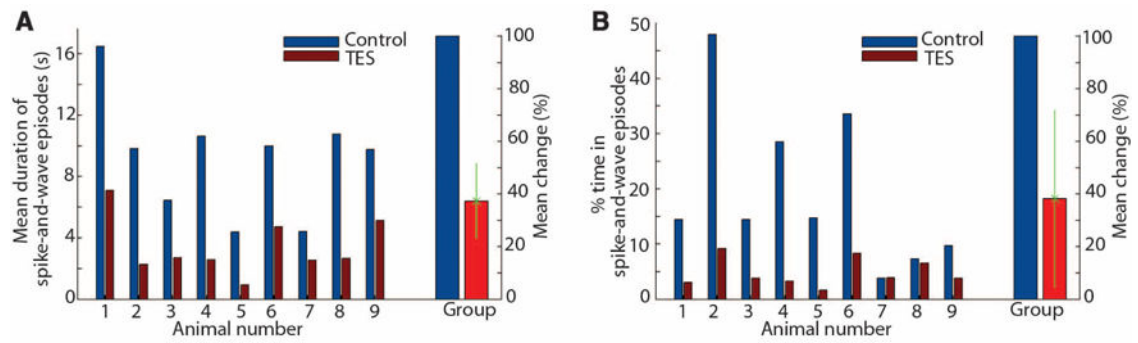 A
16
12
8
4
0
Mean duration of
spike-and-wave episodes (s)
Control
TES
100
80
60
40
20
0
Mean change (%)
1 2 3 4 5 6 7 8 9
Animal number
Group
B
50%
50
30
20
10
0
% time in
spike-and-wave episodes
Control
TES
100
80
60
40
20
0
Mean change (%)
1 2 3 4 5 6 7 8 9
Animal number
Group